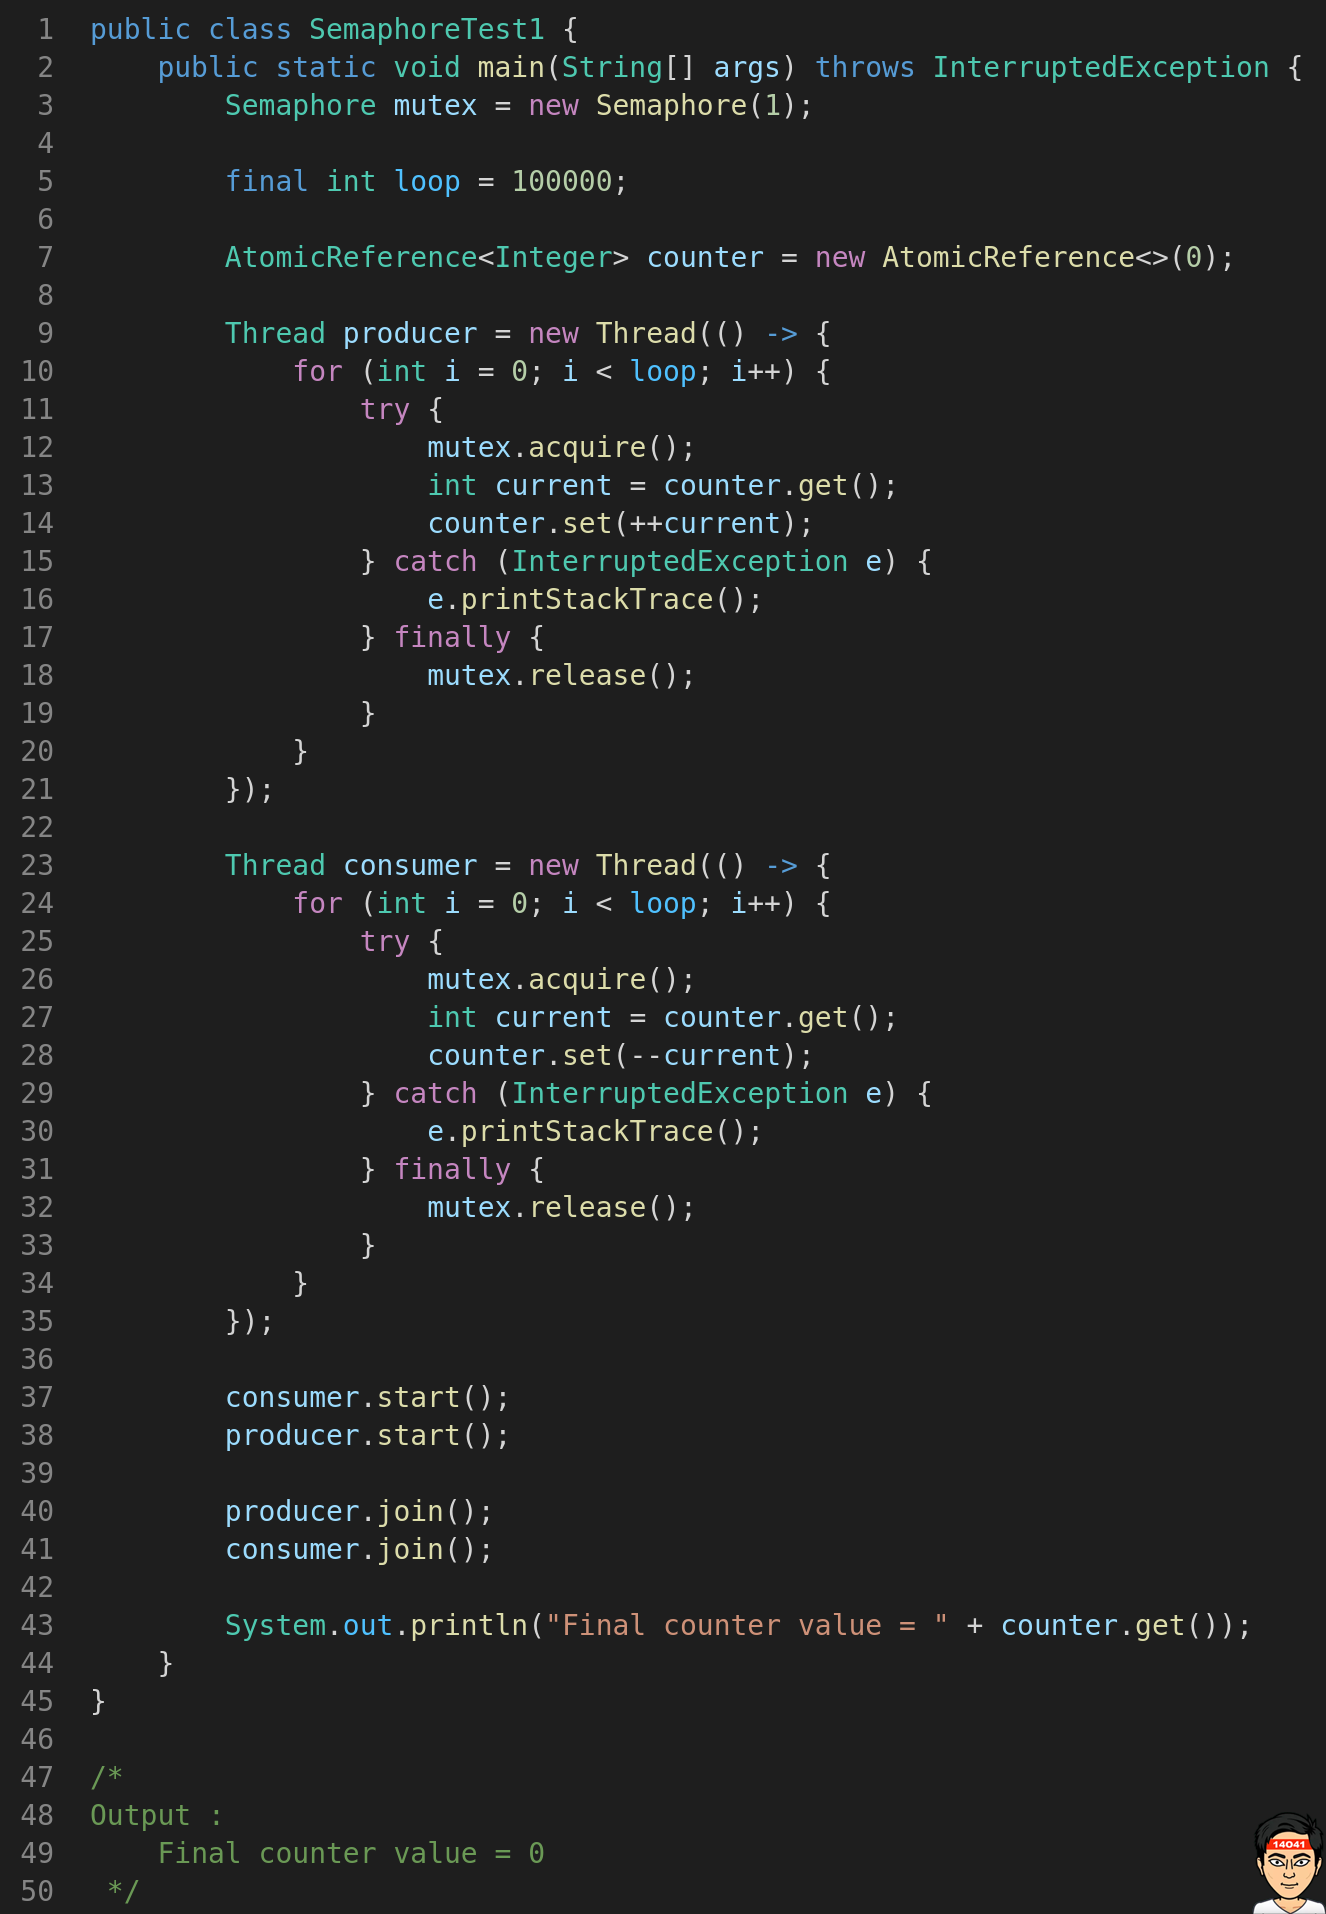 1 public class SemaphoreTest1 {
2     public static void main(String[] args) throws InterruptedException {
3         Semaphore mutex = new Semaphore(1);
4
5         final int loop = 100000;
6
7         AtomicReference<Integer> counter = new AtomicReference<>(0);
8
9         Thread producer = new Thread(() -> {
10             for (int i = 0; i < loop; i++) {
11                 try {
12                     mutex.acquire();
13                     int current = counter.get();
14                     counter.set(++current);
15                 } catch (InterruptedException e) {
16                     e.printStackTrace();
17                 } finally {
18                     mutex.release();
19                 }
20             }
21         });
22
23         Thread consumer = new Thread(() -> {
24             for (int i = 0; i < loop; i++) {
25                 try {
26                     mutex.acquire();
27                     int current = counter.get();
28                     counter.set(--current);
29                 } catch (InterruptedException e) {
30                     e.printStackTrace();
31                 } finally {
32                     mutex.release();
33                 }
34             }
35         });
36
37         consumer.start();
38         producer.start();
39
40         producer.join();
41         consumer.join();
42
43         System.out.println("Final counter value = " + counter.get());
44     }
45 }
46
47 /*
48 Output :
49     Final counter value = 0
50  */
14041